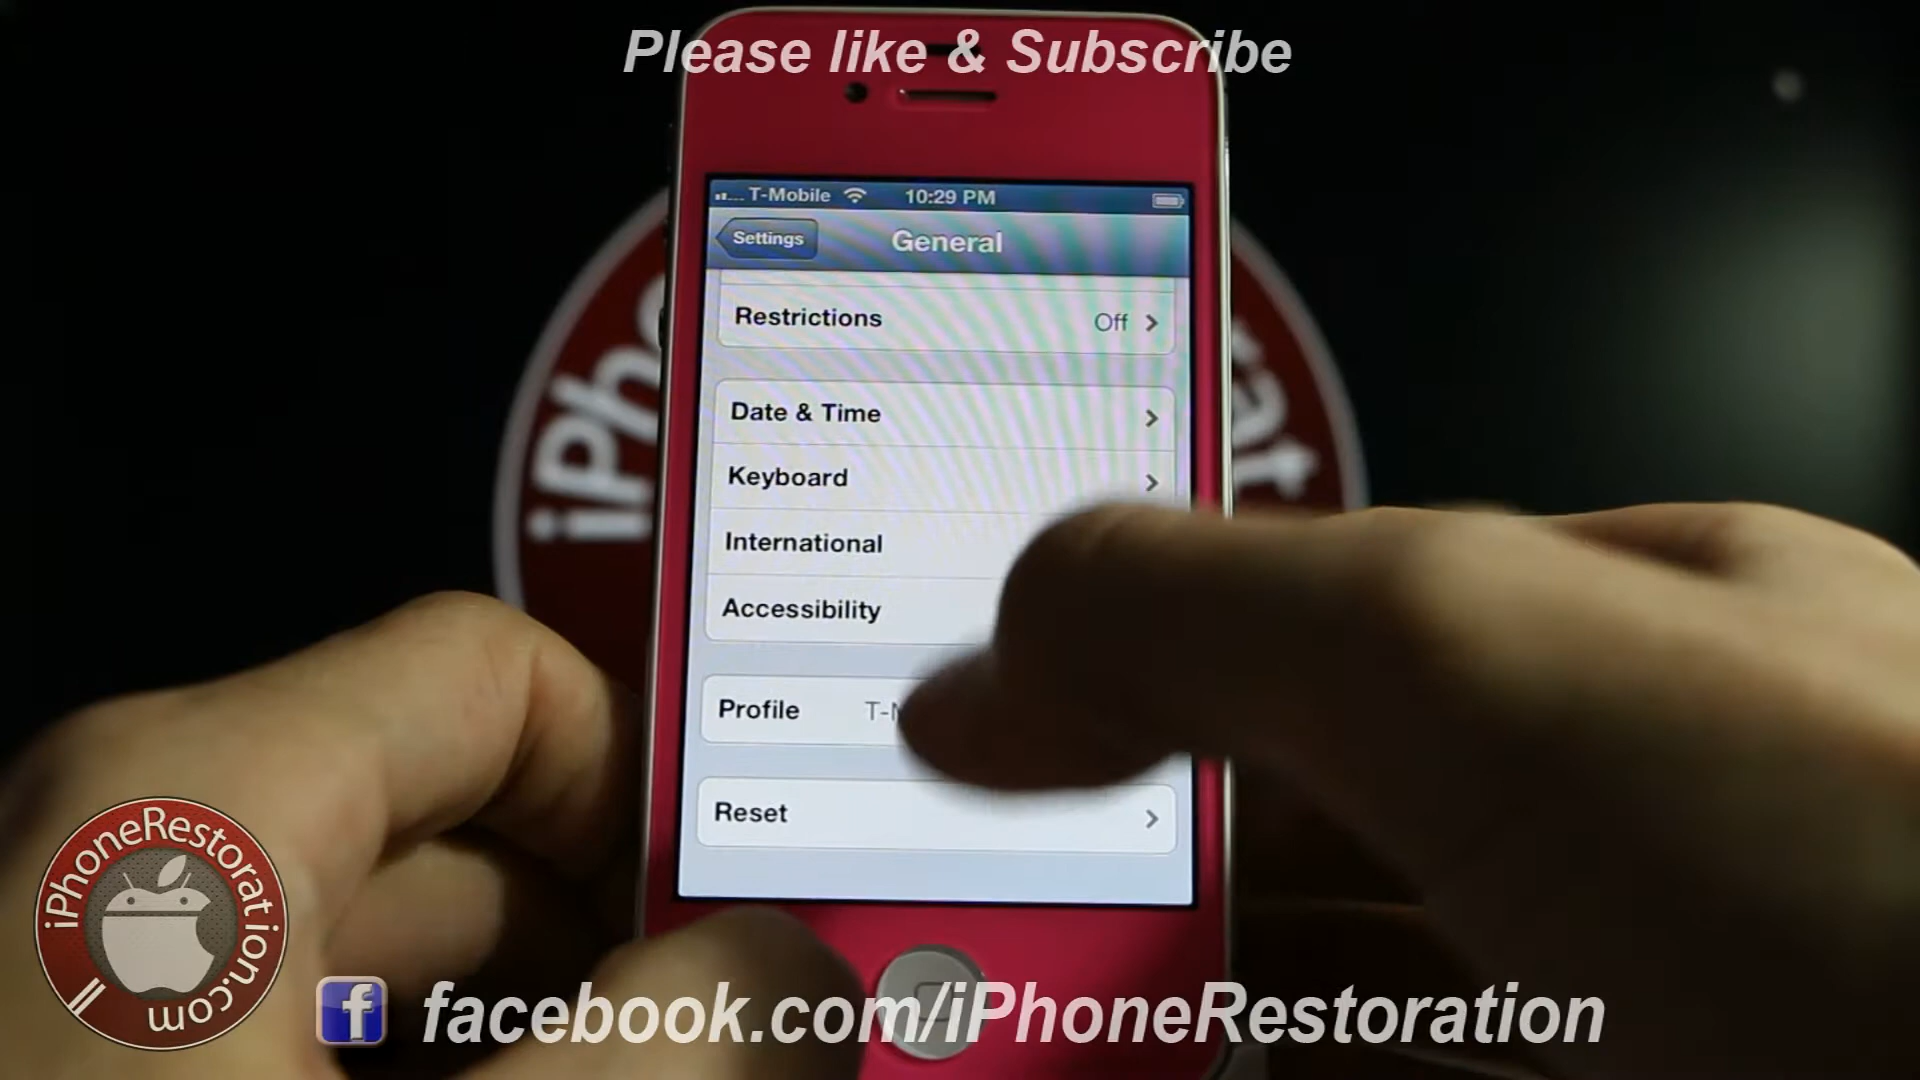 Please like & Subscribe
T-Mobile 10:29 PM
Settings General
Restrictions Off
Date & Time
Keyboard
International
Accessibility
Profile
Reset
iPhoneRestoration.com
facebook.com/iPhoneRestoration